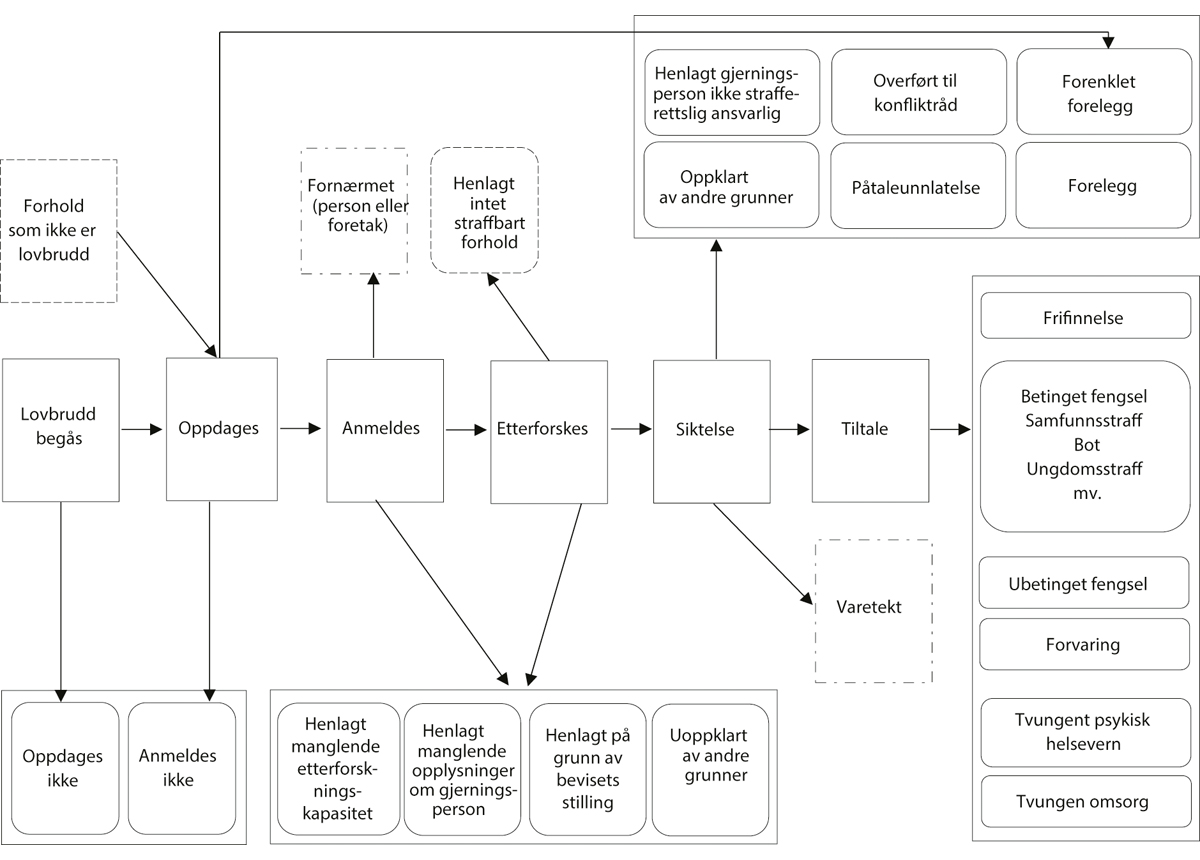 Henlagt gjernings-
person ikke straffe-
rettslig ansvarlig
Overført til
konfliktråd
Forenklet
forelegg
Oppklart
av andre grunner
Påtaleunnlatelse
Forelegg
Forhold
som ikke er
lovbrudd
Fornærmet
(person eller
foretak)
Henlagt
intet
straffbart
forhold
Lovbrudd
begås
Oppdages
Anmeldes
Etterforskes
Siktelse
Tiltale
Frifinnelse
Betinget fengsel
Samfunnsstraff
Bot
Ungdomsstraff
mv.
Ubetinget fengsel
Forvaring
Tvungent psykisk
helsevern
Tvungen omsorg
Varetekt
Oppdages
ikke
Anmeldes
ikke
Henlagt
manglende
etterforsk-
nings-
kapasitet
Henlagt
manglende
opplysninger
om gjernings-
person
Henlagt på
grunn av
bevisets
stilling
Uoppklart
av andre
grunner